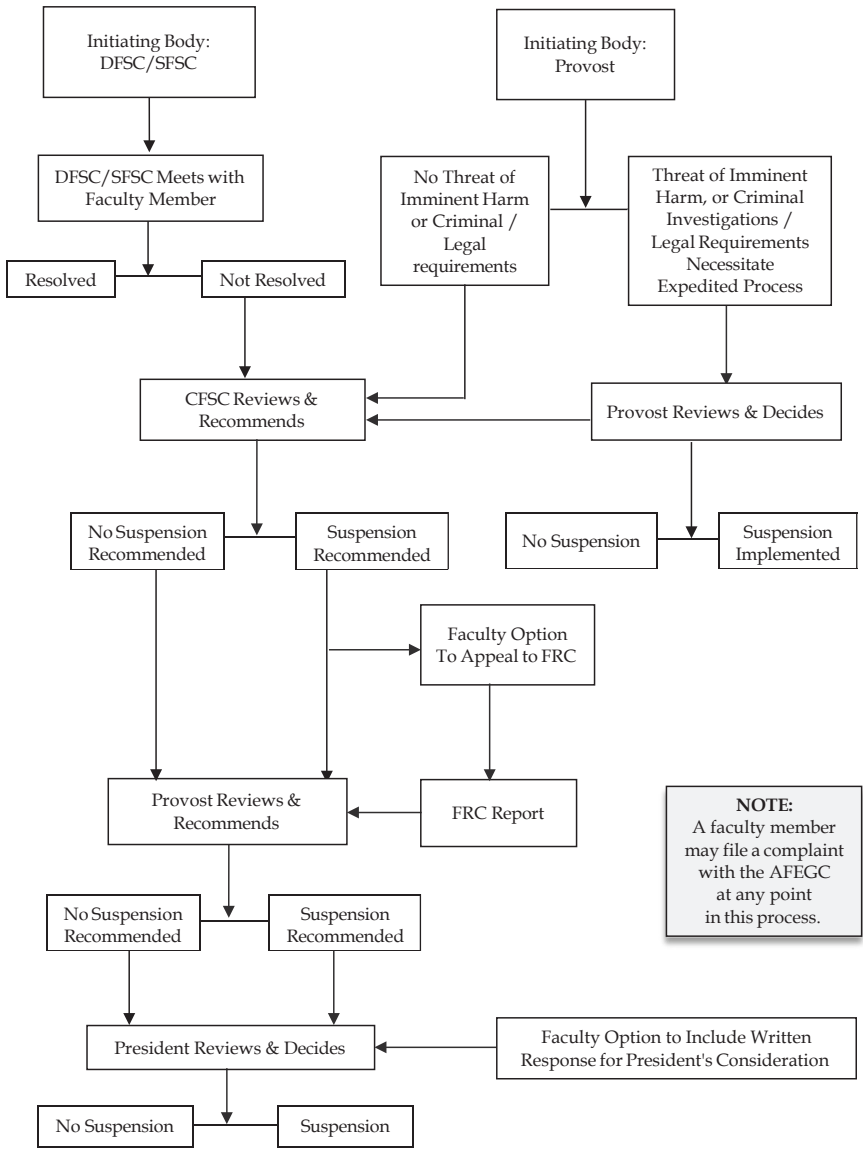 Initiating Body:
DFSC/SFSC
Initiating Body:
Provost
DFSC/SFSC Meets with
Faculty Member
No Threat of
Imminent Harm
or Criminal /
Legal
requirements
Threat of Imminent
Harm, or Criminal
Investigations /
Legal Requirements
Necessitate
Expedited Process
Resolved
Not Resolved
CFSC Reviews &
Recommends
Provost Reviews & Decides
No Suspension
Recommended
Suspension
Recommended
No Suspension
Suspension
Implemented
Faculty Option
To Appeal to FRC
Provost Reviews &
Recommends
FRC Report
NOTE:
A faculty member
may file a complaint
with the AFEGC
at any point
in this process.
No Suspension
Recommended
Suspension
Recommended
President Reviews & Decides
Faculty Option to Include Written
Response for President's Consideration
No Suspension
Suspension